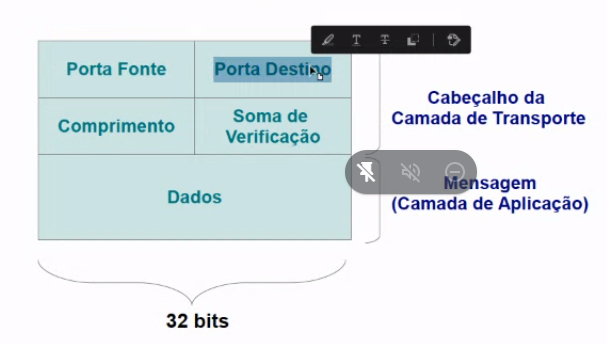 Porta Fonte
Porta Destino
Comprimento
Soma de
Verificação
Dados
Cabeçalho da
Camada de Transporte
Mensagem
(Camada de Aplicação)
32 bits